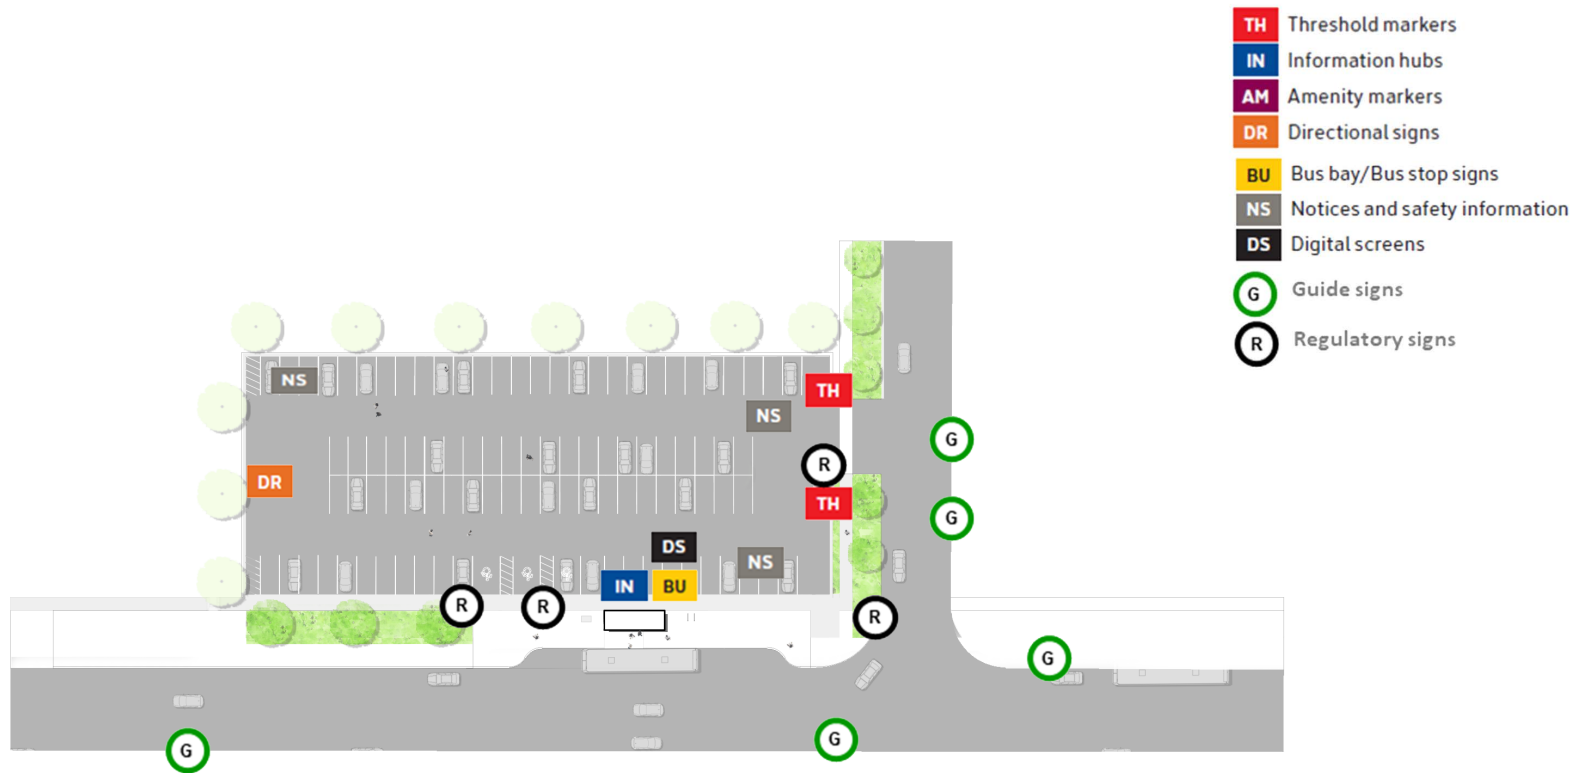 TH Threshold markers
IN Information hubs
AM Amenity markers
DR Directional signs
BU Bus bay/Bus stop signs
NS Notices and safety information
DS Digital screens
G Guide signs
R Regulatory signs
NS
TH
NS
G
R
DR
TH
G
DS
NS
IN
BU
R
R
R
G
G
G